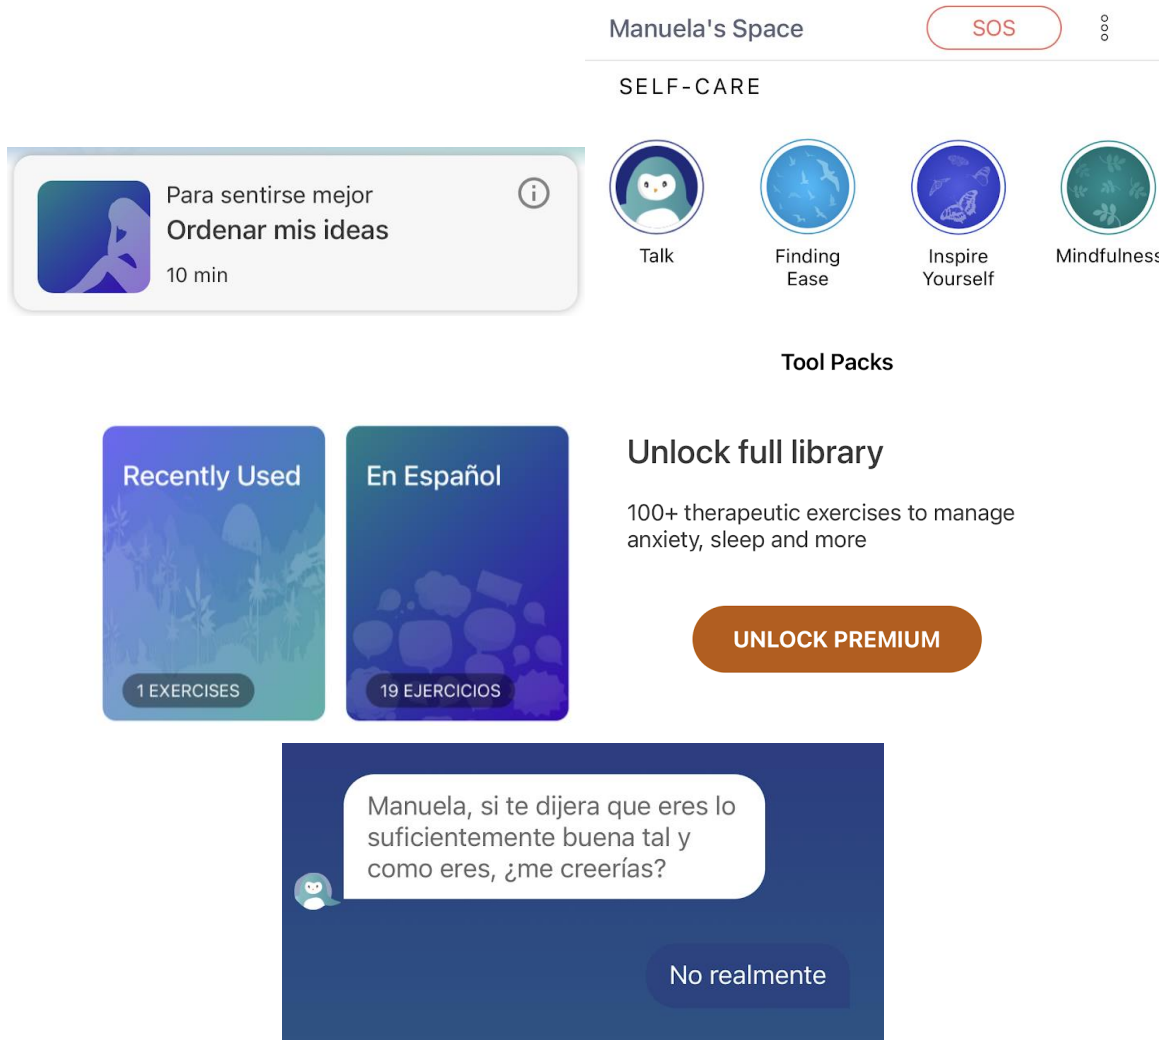 Manuela's Space
SOS
SELF-CARE
Talk
Finding
Ease
Inspire
Yourself
Mindfulness
Para sentirse mejor
Ordenar mis ideas
10 min
Tool Packs
Recently Used
1 EXERCISES
En Español
19 EJERCICIOS
Unlock full library
100+ therapeutic exercises to manage
anxiety, sleep and more
UNLOCK PREMIUM
Manuela, si te dijera que eres lo
suficientemente buena tal y
como eres, ¿me creerías?
No realmente